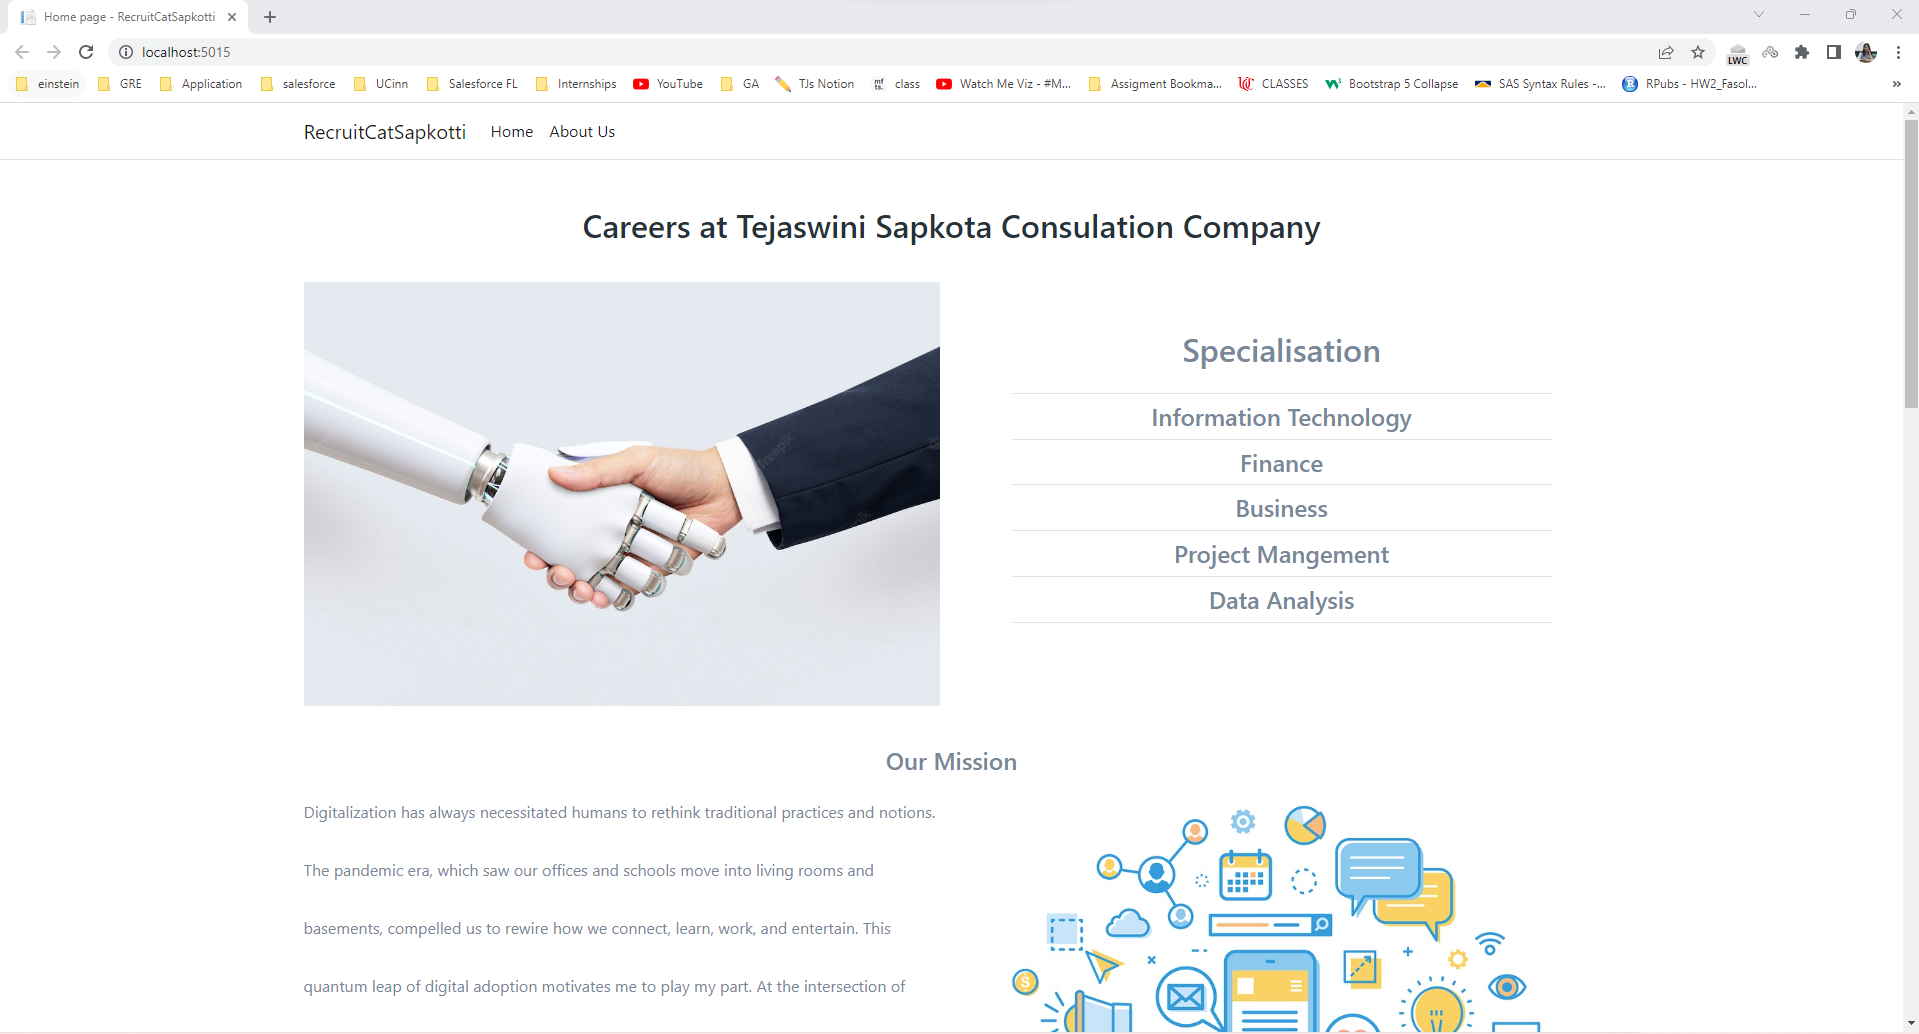 Home page - RecruitCatSapkotti
localhost:5015
LWC
einstein GRE Application salesforce UCinn Salesforce FL Internships YouTube GA TJs Notion mf ts. class Watch Me Viz - #M... Assigment Bookma... CLASSES Bootstrap 5 Collapse SAS Syntax Rules -... RPubs - HW2_Fasol... »
RecruitCatSapkotti Home About Us
Careers at Tejaswini Sapkota Consulation Company
Specialisation
Information Technology
Finance
Business
Project Mangement
Data Analysis
Our Mission
Digitalization has always necessitated humans to rethink traditional practices and notions.
The pandemic era, which saw our offices and schools move into living rooms and
basements, compelled us to rewire how we connect, learn, work, and entertain. This
quantum leap of digital adoption motivates me to play my part. At the intersection of